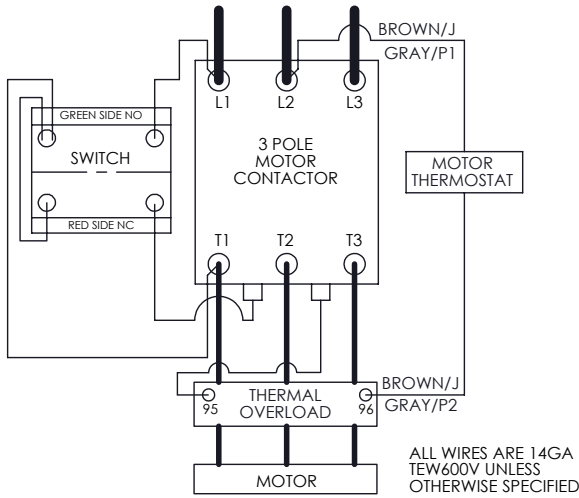 BROWN/J
GRAY/P1
L1 L2 L3
GREEN SIDE NO
SWITCH
RED SIDE NC
3 POLE
MOTOR
CONTACTOR
MOTOR
THERMOSTAT
T1 T2 T3
THERMAL
OVERLOAD
95
96
BROWN/J
GRAY/P2
MOTOR
ALL WIRES ARE 14GA
TEW600V UNLESS
OTHERWISE SPECIFIED